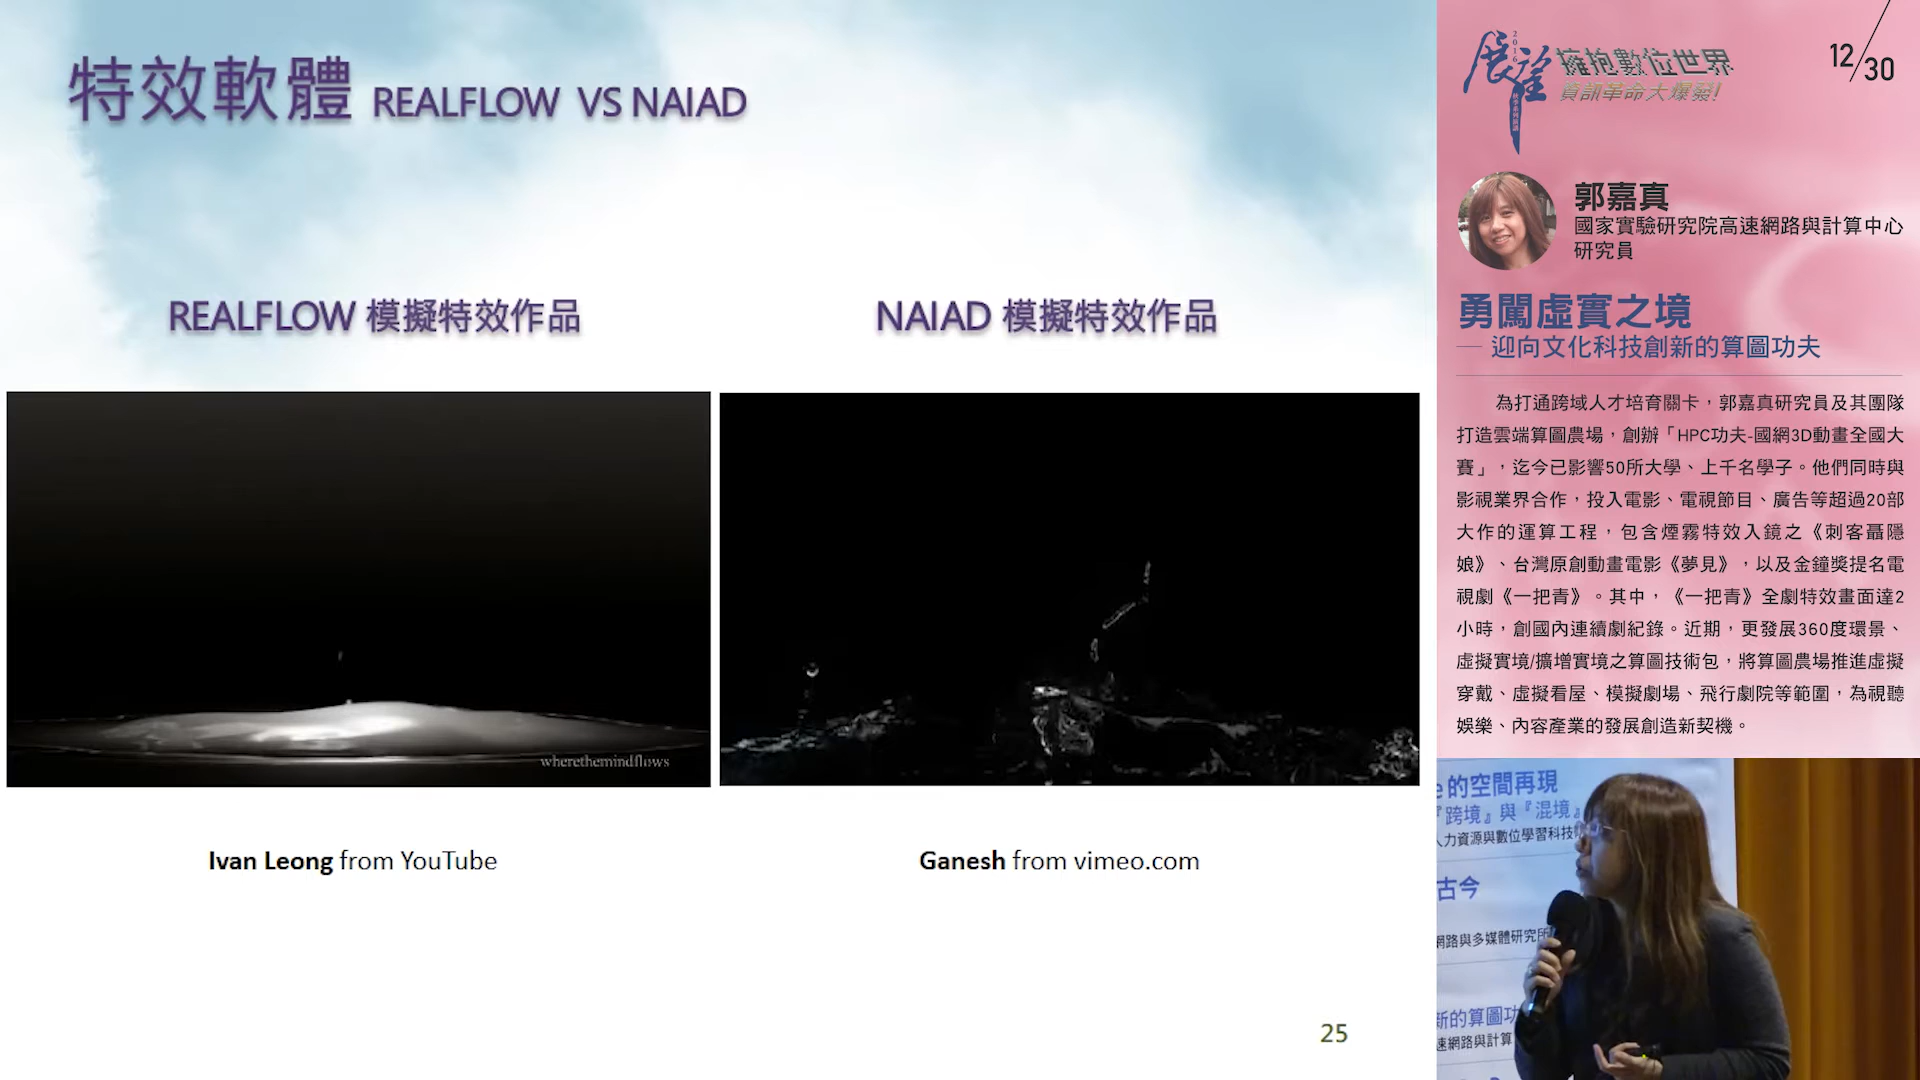 特效軟體 REALFLOW VS NAIAD
REALFLOW 模擬特效作品
NAIAD 模擬特效作品
wherethemindflows
Ivan Leong from YouTube
Ganesh from vimeo.com
25
2016
展望
秋季系列演講
擁抱數位世界
資訊革命大爆發!
12/30
郭嘉真
國家實驗研究院高速網路與計算中心
研究員
勇闖虛實之境
— 迎向文化科技創新的算圖功夫
為打通跨域人才培育關卡，郭嘉真研究員及其團隊
打造雲端算圖農場，創辦「HPC功夫-國網3D動畫全國大
賽」，迄今已影響50所大學、上千名學子。他們同時與
影視業界合作，投入電影、電視節目、廣告等超過20部
大作的運算工程，包含煙霧特效入鏡之《刺客聶隱
娘》、台灣原創動畫電影《夢見》，以及金鐘獎提名電
視劇《一把青》。其中，《一把青》全劇特效畫面達2
小時，創國內連續劇紀錄。近期，更發展360度環景、
虛擬實境/擴增實境之算圖技術包，將算圖農場推進虛擬
穿戴、虛擬看屋、模擬劇場、飛行劇院等範圍，為視聽
娛樂、內容產業的發展創造新契機。
e 的空間再現
『跨境』與『混境』
人力資源與數位學習科技
古今
網路與多媒體研究所
新的算圖功
速網路與計算